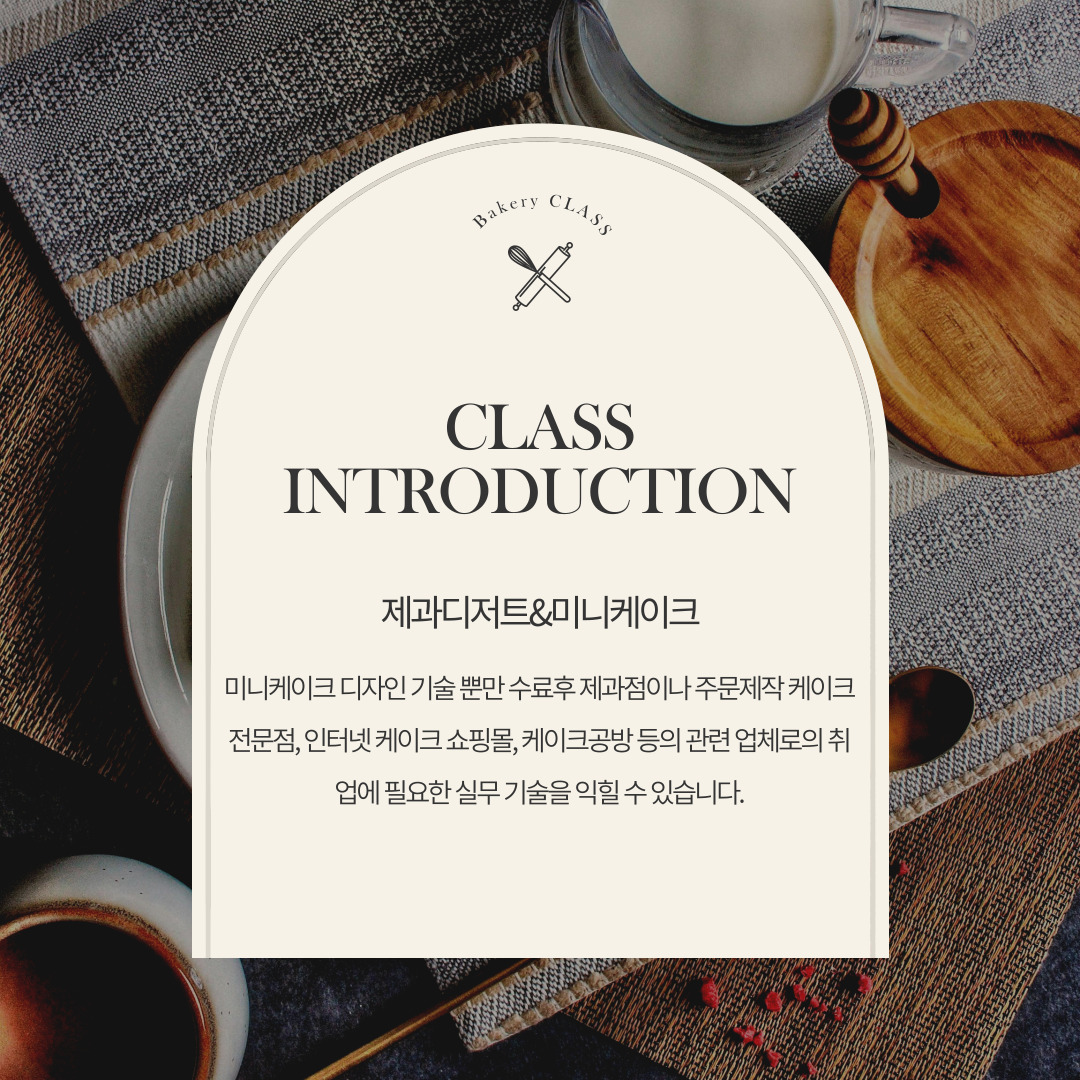 Bakery CLASS
CLASS
INTRODUCTION
제과디저트&미니케이크
미니케이크 디자인 기술 뿐만 수료후 제과점이나 주문제작 케이크
전문점, 인터넷 케이크 쇼핑몰, 케이크공방 등의 관련 업체로의 취
업에 필요한 실무 기술을 익힐 수 있습니다.